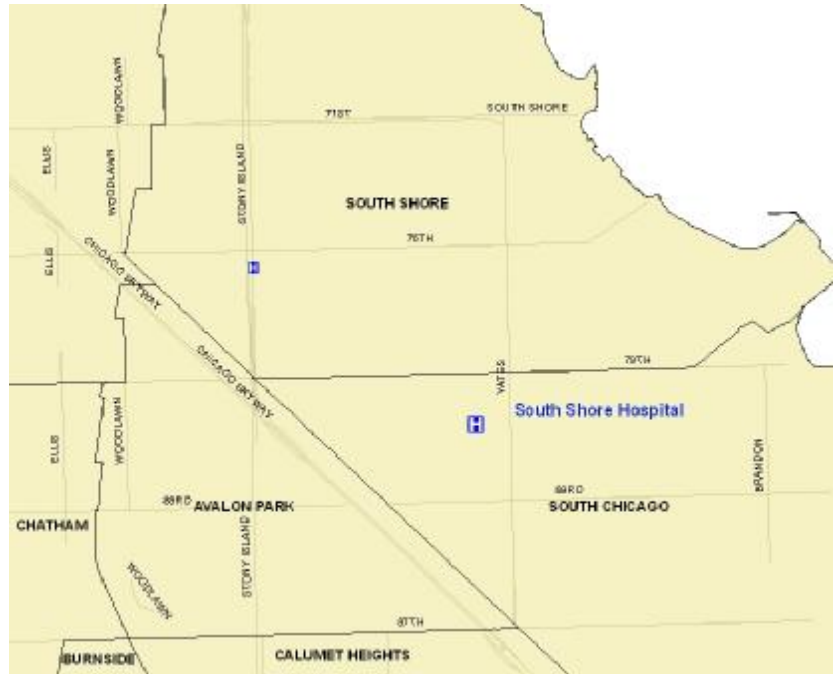 WOODLAWN
71ST
SOUTH SHORE
ELLIS
WOODLAWN
STONY ISLAND
SOUTH SHORE
76TH
ELLIS
CHICAGO SKYWAY
H
CHICAGO SKYWAY
79TH
YATES
South Shore Hospital
H
ELLIS
WOODLAWN
BRANDON
83RD
83RD
AVALON PARK
SOUTH CHICAGO
CHATHAM
STONY ISLAND
WOODLAWN
87TH
BURNSIDE
CALUMET HEIGHTS